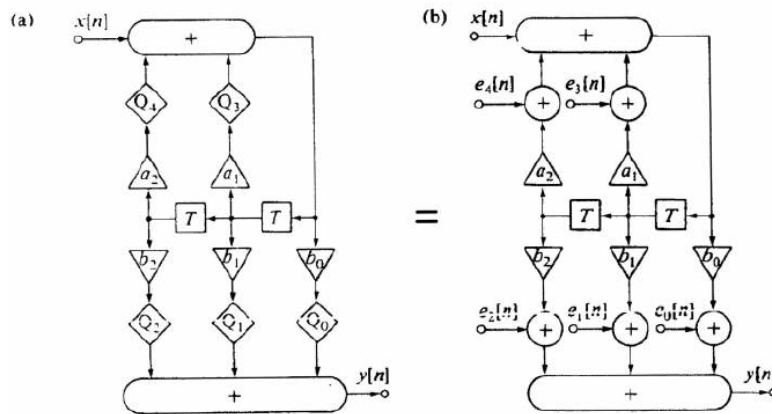 (a)
x[n]
+
Q₄ Q₃
a₂ a₁
T T
b₂ b₁ b₀
Q₂ Q₁ Q₀
+
y[n]
=
(b)
x[n]
+
e₄[n] e₃[n]
+ +
a₂ a₁
T T
b₂ b₁ b₀
e₂[n] e₁[n] e₀[n]
+ + +
+
y[n]